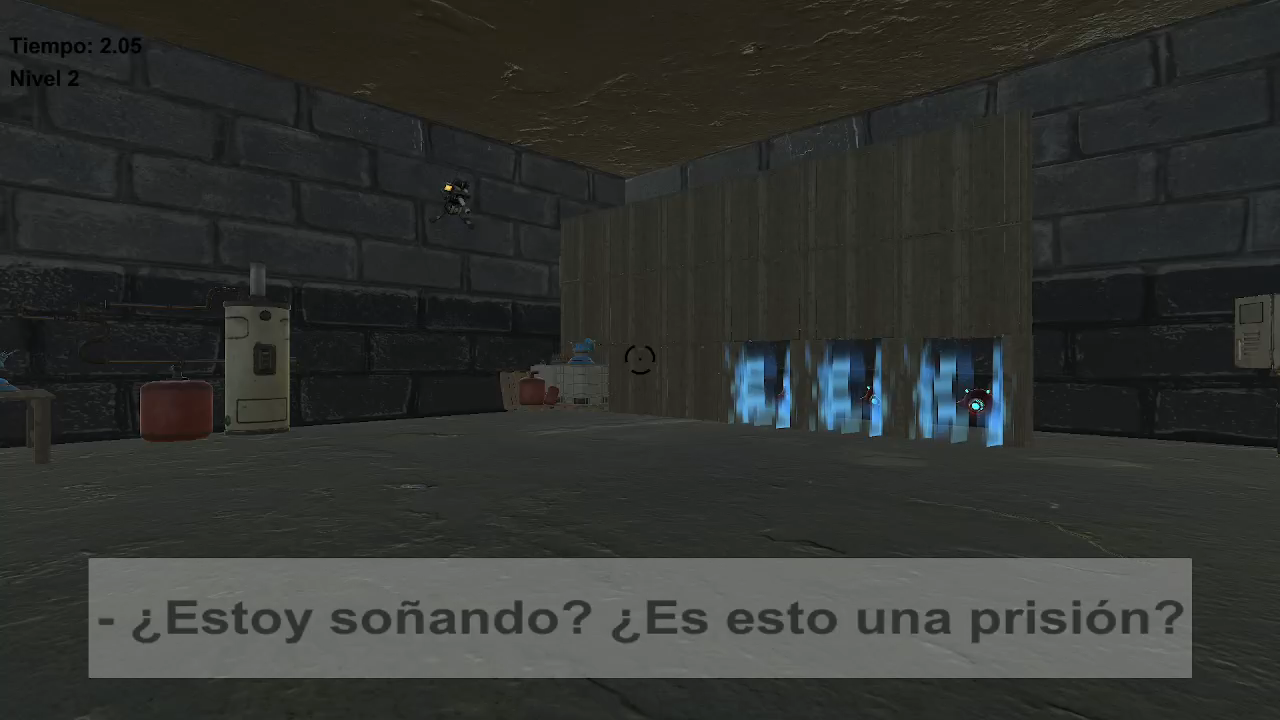 Tiempo: 2.05
Nivel 2
- ¿Estoy soñando? ¿Es esto una prisión?